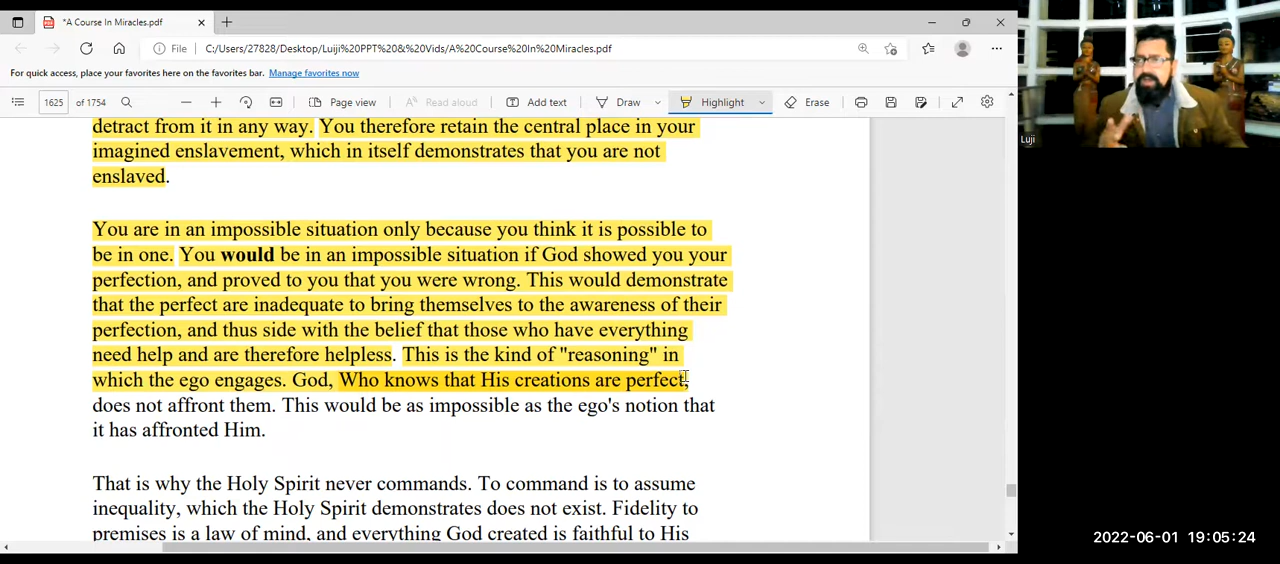 *A Course In Miracles.pdf
File
C:/Users/27828/Desktop/Luiji%20PPT%20&%20Vids/A%20Course%20In%20Miracles.pdf
For quick access, place your favorites here on the favorites bar. Manage favorites now
1625 of 1754
Page view
Read aloud
Add text
Draw
Highlight
Erase
detract from it in any way. You therefore retain the central place in your
imagined enslavement, which in itself demonstrates that you are not
enslaved.
You are in an impossible situation only because you think it is possible to
be in one. You would be in an impossible situation if God showed you your
perfection, and proved to you that you were wrong. This would demonstrate
that the perfect are inadequate to bring themselves to the awareness of their
perfection, and thus side with the belief that those who have everything
need help and are therefore helpless. This is the kind of "reasoning" in
which the ego engages. God, Who knows that His creations are perfect,
does not affront them. This would be as impossible as the ego's notion that
it has affronted Him.
That is why the Holy Spirit never commands. To command is to assume
inequality, which the Holy Spirit demonstrates does not exist. Fidelity to
premises is a law of mind, and everything God created is faithful to His
Luji
2022-06-01 19:05:24